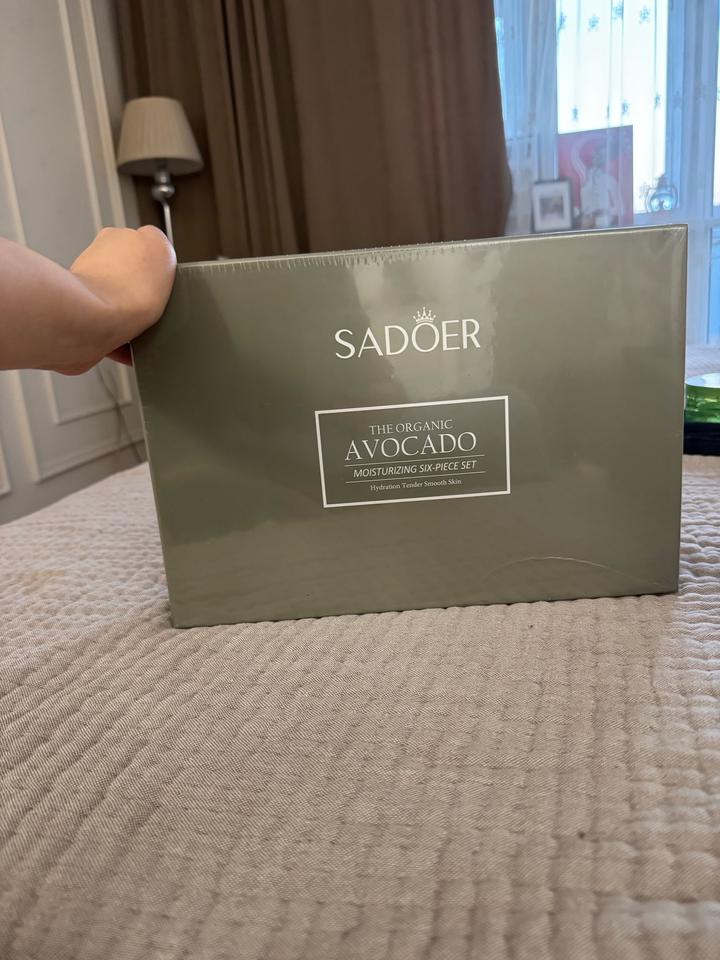 SADOER
THE ORGANIC
AVOCADO
MOISTURIZING SIX-PIECE SET
Hydration Tender Smooth Skin